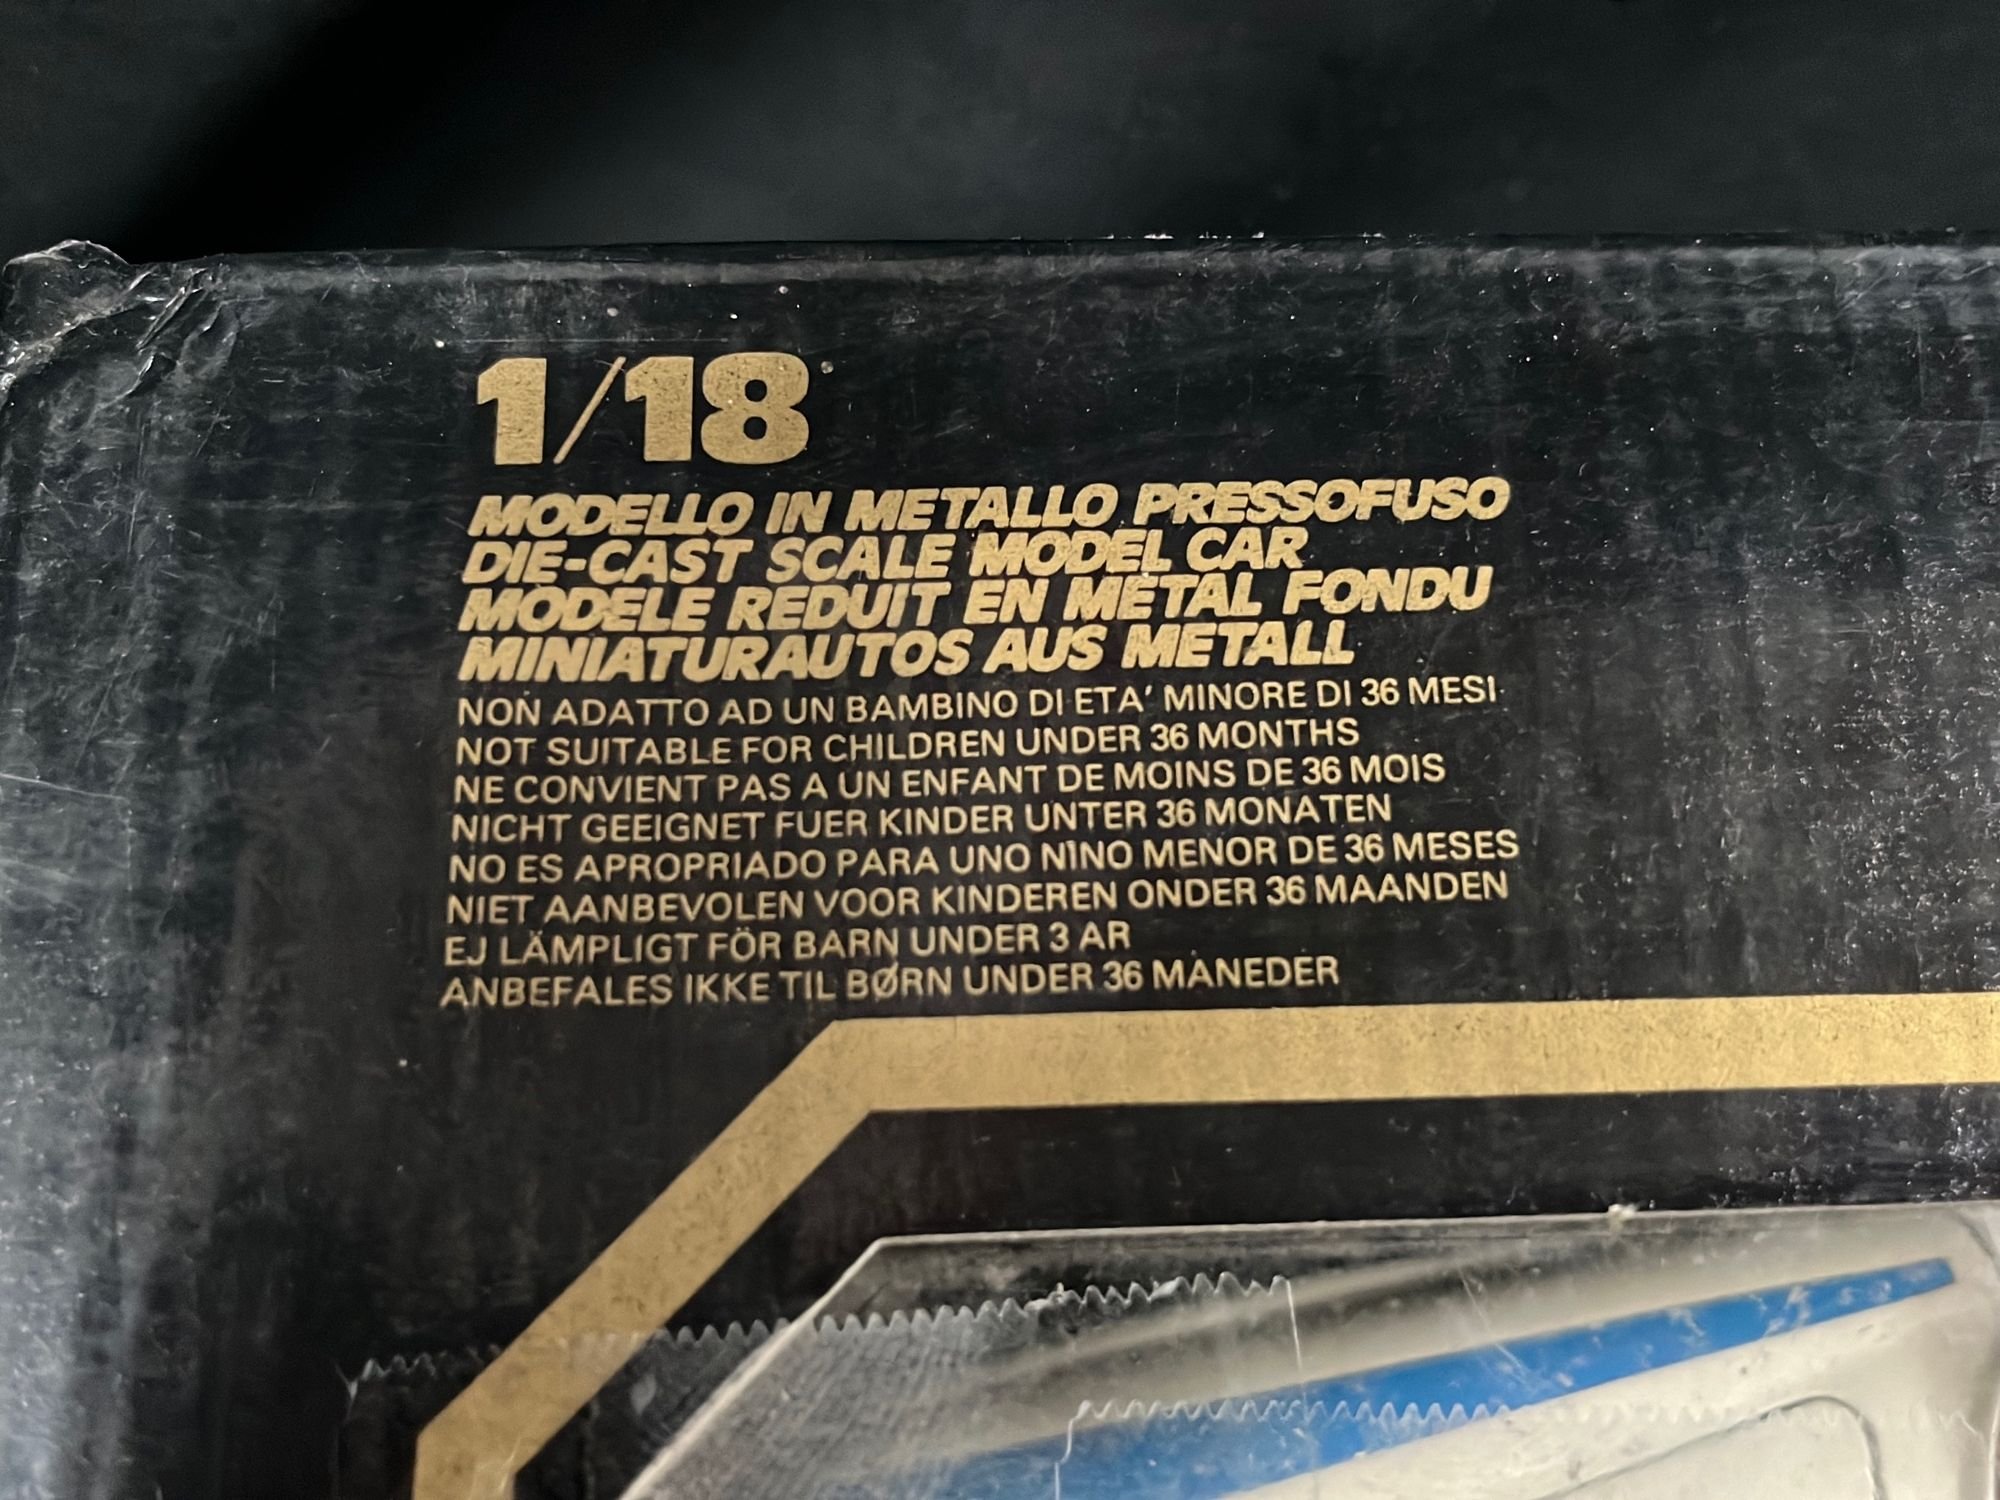 1/18
MODELLO IN METALLO PRESSOFUSO
DIE-CAST SCALE MODEL CAR
MODELE REDUIT EN METAL FONDU
MINIATURAUTOS AUS METALL
NON ADATTO AD UN BAMBINO DI ETA' MINORE DI 36 MESI
NOT SUITABLE FOR CHILDREN UNDER 36 MONTHS
NE CONVIENT PAS A UN ENFANT DE MOINS DE 36 MOIS
NICHT GEEIGNET FUER KINDER UNTER 36 MONATEN
NO ES APROPRIADO PARA UNO NINO MENOR DE 36 MESES
NIET AANBEVOLEN VOOR KINDEREN ONDER 36 MAANDEN
EJ LÄMPLIGT FÖR BARN UNDER 3 AR
ANBEFALES IKKE TIL BØRN UNDER 36 MANEDER